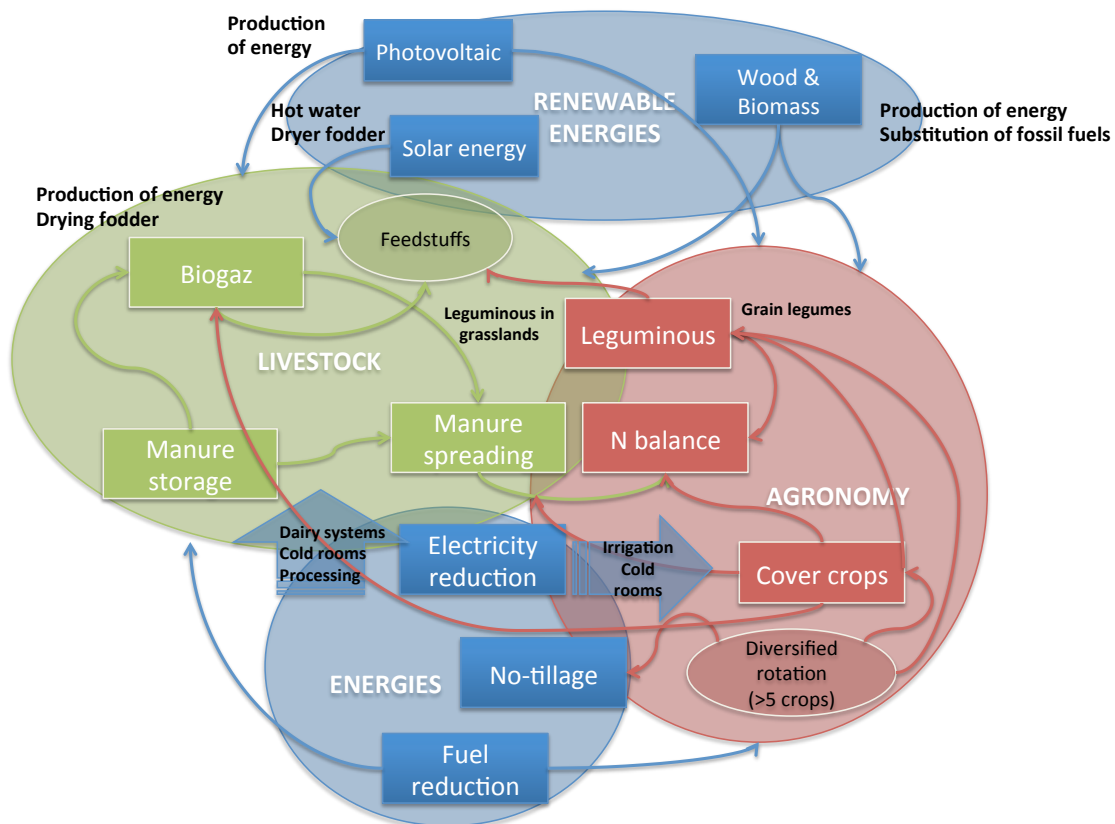 Production
of energy
Photovoltaic
Wood &
Biomass
RENEWABLE
ENERGIES
Hot water
Dryer fodder
Solar energy
Production of energy
Substitution of fossil fuels
Production of energy
Drying fodder
Feedstuffs
Biogaz
Leguminous in
grasslands
Leguminous
Grain legumes
LIVESTOCK
Manure
storage
Manure
spreading
N balance
AGRONOMY
Dairy systems
Cold rooms
Processing
Electricity
reduction
Irrigation
Cold
rooms
Cover crops
No-tillage
Diversified
rotation
(>5 crops)
ENERGIES
Fuel
reduction